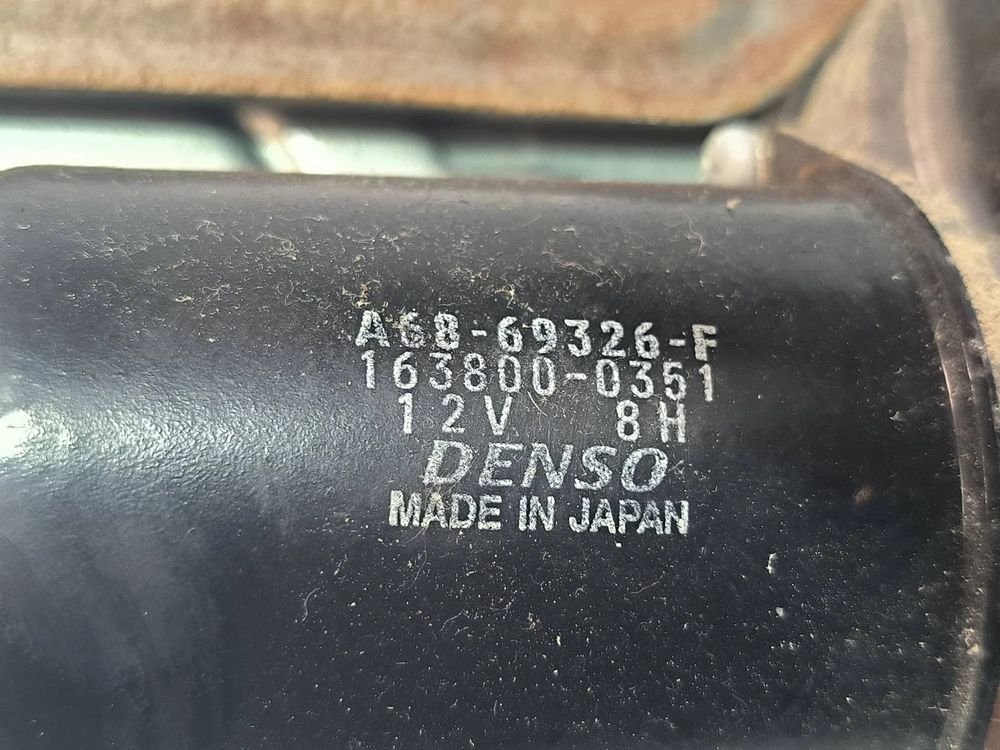 A68-69326-F
163800-0351
12V 8H
DENSO
MADE IN JAPAN